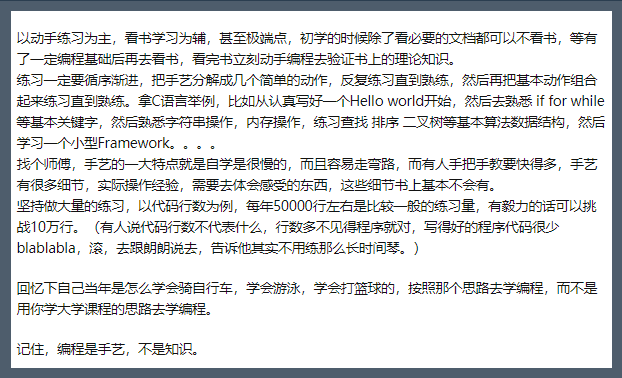 以动手练习为主，看书学习为辅，甚至极端点，初学的时候除了看必要的文档都可以不看书，等有
了一定编程基础后再去看书，看完书立刻动手编程去验证书上的理论知识。
练习一定要循序渐进，把手艺分解成几个简单的动作，反复练习直到熟练，然后再把基本动作组合
起来练习直到熟练。拿C语言举例，比如从认真写好一个Hello world开始，然后去熟悉 if for while
等基本关键字，然后熟悉字符串操作，内存操作，练习查找 排序 二叉树等基本算法数据结构，然后
学习一个小型Framework。。。。
找个师傅，手艺的一大特点就是自学是很慢的，而且容易走弯路，而有人手把手教要快得多，手艺
有很多细节，实际操作经验，需要去体会感受的东西，这些细节书上基本不会有。
坚持做大量的练习，以代码行数为例，每年50000行左右是比较一般的练习量，有毅力的话可以挑
战10万行。（有人说代码行数不代表什么，行数多不见得程序就对，写得好的程序代码很少
blablabla，滚，去跟朗朗说去，告诉他其实不用练那么长时间琴。）
回忆下自己当年是怎么学会骑自行车，学会游泳，学会打篮球的，按照那个思路去学编程，而不是
用你学大学课程的思路去学编程。
记住，编程是手艺，不是知识。